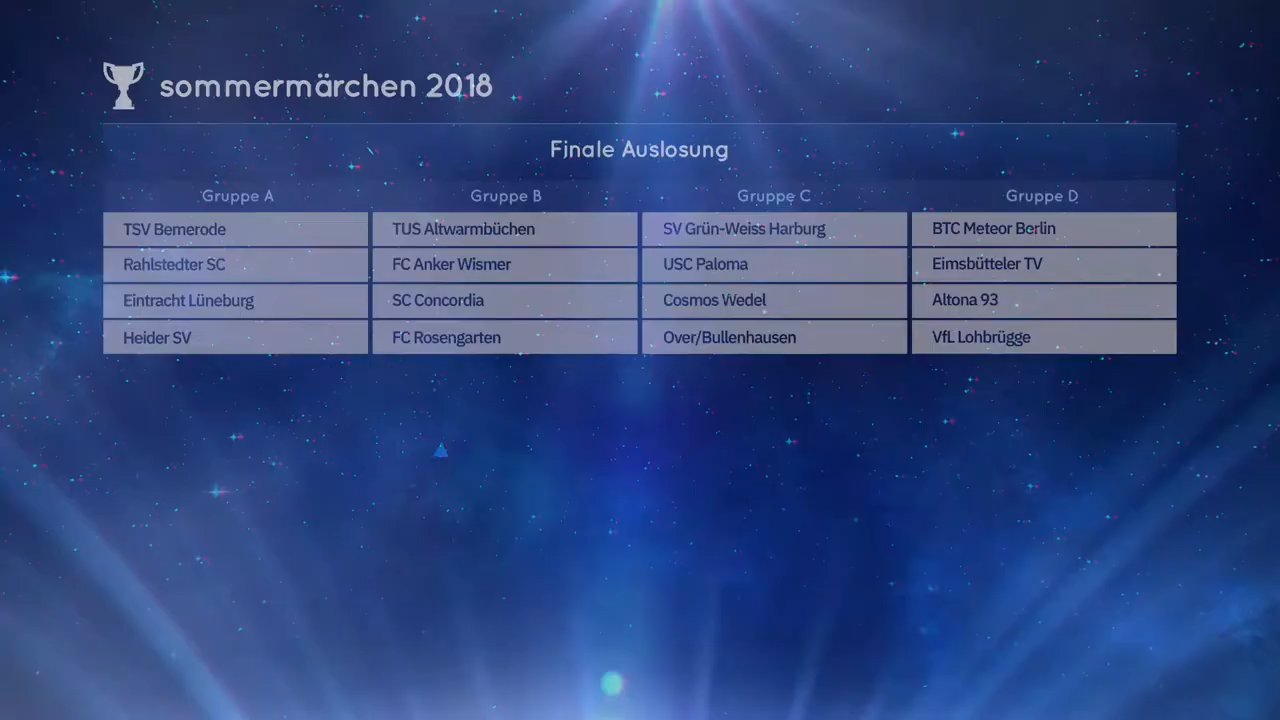 sommermärchen 2018
Finale Auslosung
Gruppe A Gruppe B Gruppe C Gruppe D
TSV Bemerode TUS Altwarmbüchen SV Grün-Weiss Harburg BTC Meteor Berlin
Rahlstedter SC FC Anker Wismer USC Paloma Eimsbütteler TV
Eintracht Lüneburg SC Concordia Cosmos Wedel Altona 93
Heider SV FC Rosengarten Over/Bullenhausen VfL Lohbrügge